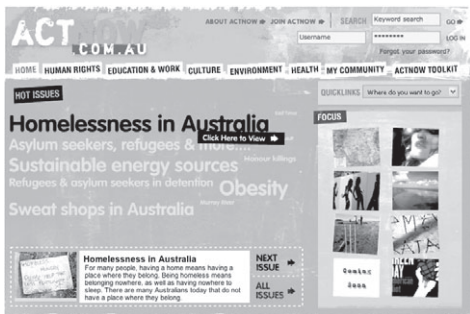 ABOUT ACTNOW JOIN ACTNOW SEARCH Keyword search GO
ACTNOW
.COM.AU
Username ******** LOG IN
Forgot your password?
HOME HUMAN RIGHTS EDUCATION & WORK CULTURE ENVIRONMENT HEALTH MY COMMUNITY ACTNOW TOOLKIT
HOT ISSUES
QUICKLINKS Where do you want to go?
Homelessness in Australia
Click Here to View
Asylum seekers, refugees & more....
Honour killings
Sustainable energy sources
Refugees & asylum seekers in detention
Obesity
Sweat shops in Australia
FOCUS
Coming
Homelessness in Australia
For many people, having a home means having a
place where they belong. Being homeless means
belonging nowhere, as well as having nowhere to
sleep. There are many Australians today that do not
have a place where they belong.
NEXT
ISSUE
ALL
ISSUES